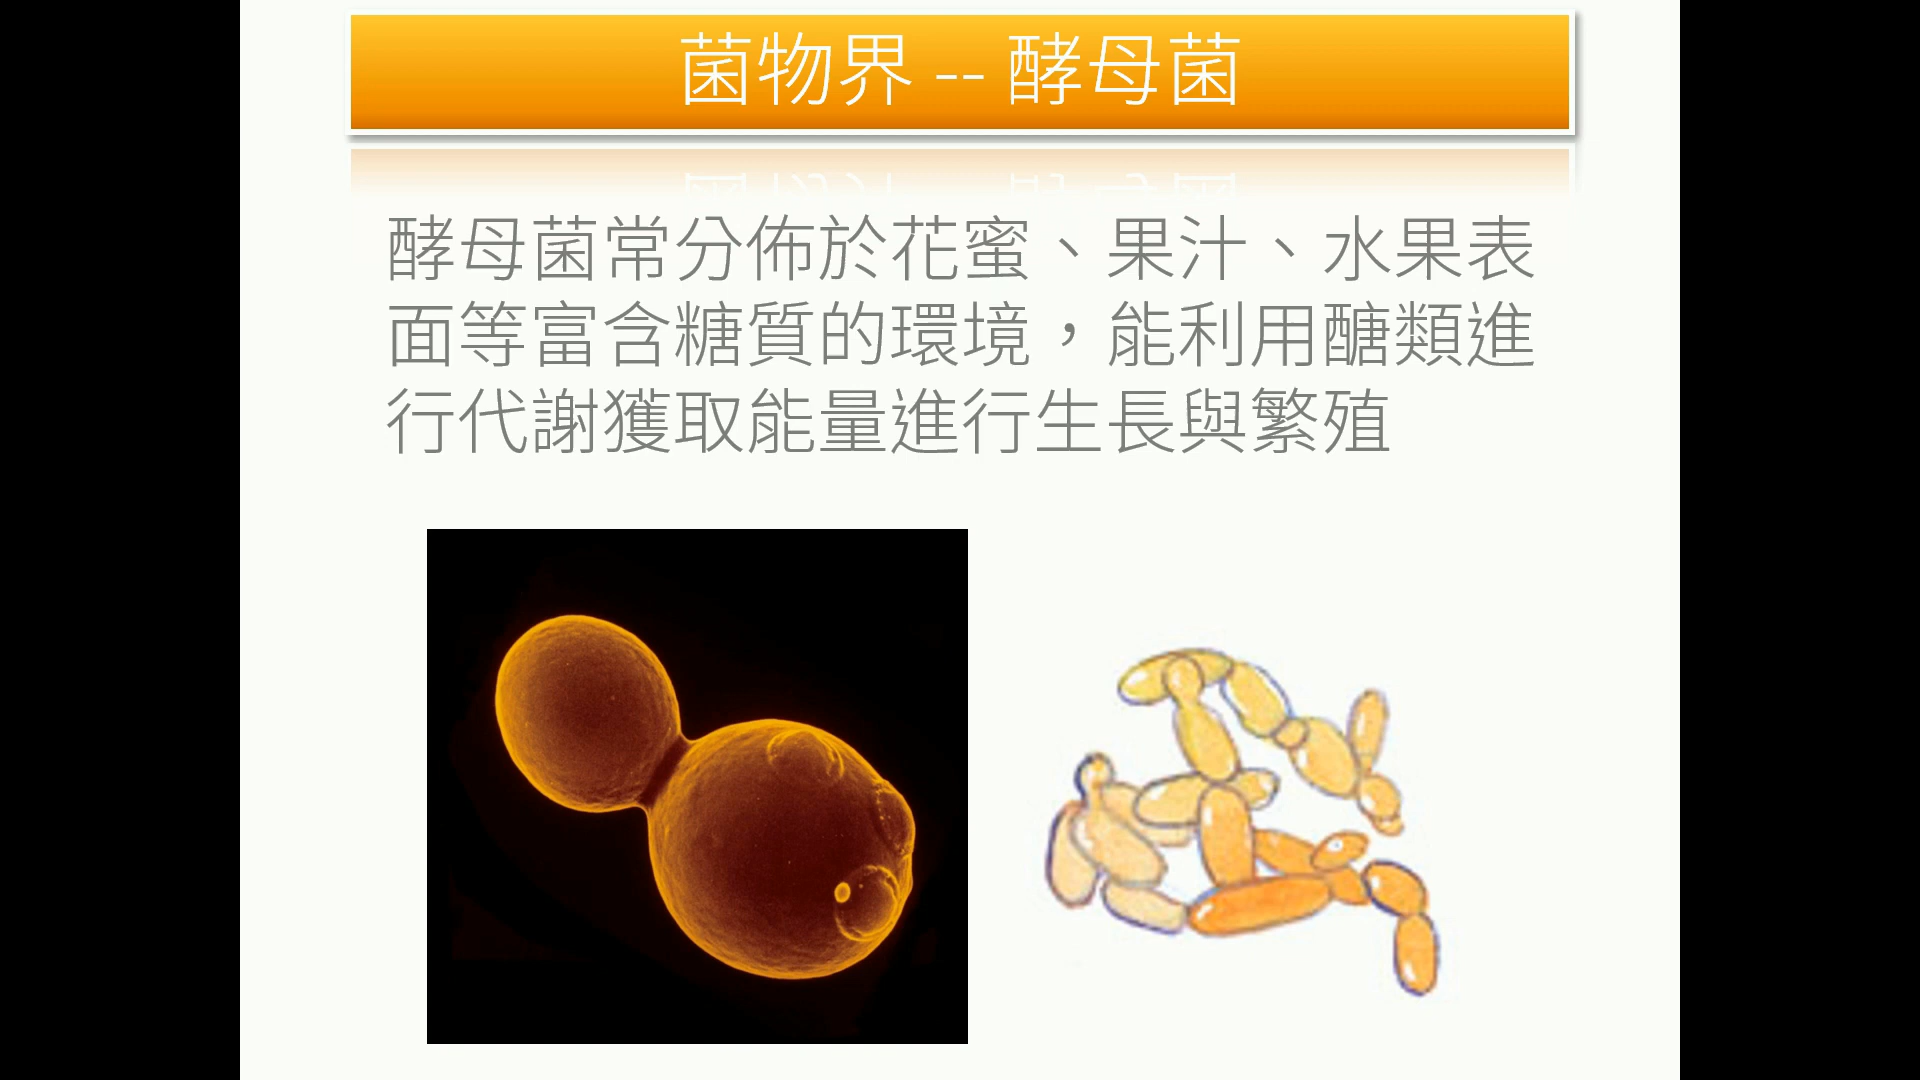 菌物界 -- 酵母菌
酵母菌常分佈於花蜜、果汁、水果表
面等富含糖質的環境，能利用醣類進
行代謝獲取能量進行生長與繁殖